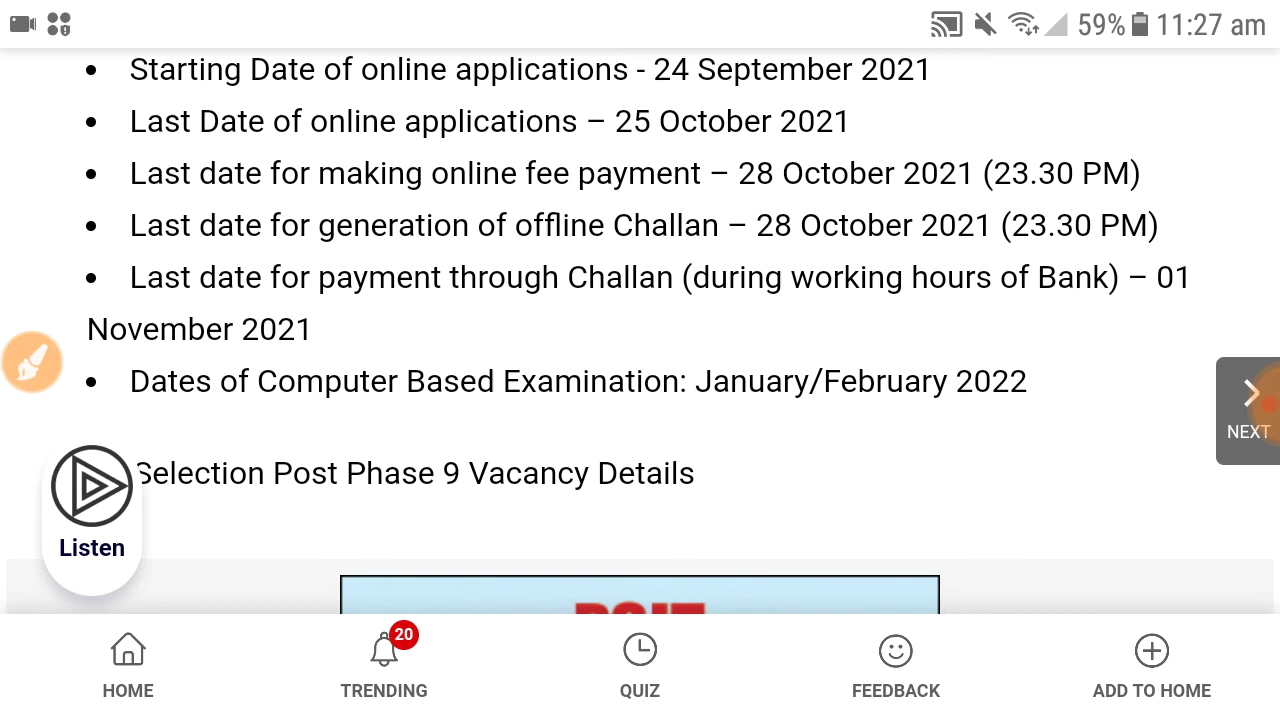 59% 11:27 am
Starting Date of online applications - 24 September 2021
Last Date of online applications – 25 October 2021
Last date for making online fee payment – 28 October 2021 (23.30 PM)
Last date for generation of offline Challan – 28 October 2021 (23.30 PM)
Last date for payment through Challan (during working hours of Bank) – 01
November 2021
Dates of Computer Based Examination: January/February 2022
NEXT
Selection Post Phase 9 Vacancy Details
Listen
20
HOME TRENDING QUIZ FEEDBACK ADD TO HOME